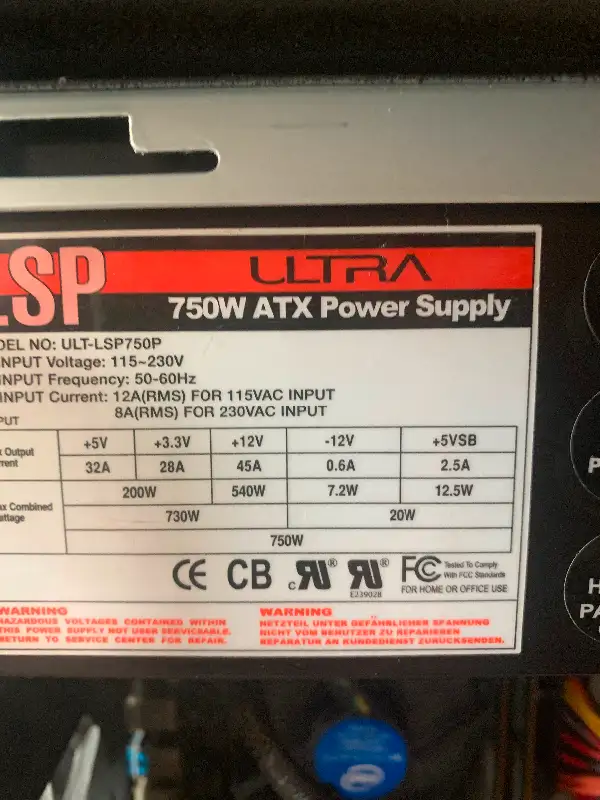 LSP ULTRA
750W ATX Power Supply
DEL NO: ULT-LSP750P
INPUT Voltage: 115~230V
INPUT Frequency: 50-60Hz
INPUT Current: 12A(RMS) FOR 115VAC INPUT
8A(RMS) FOR 230VAC INPUT
PUT
x Output +5V +3.3V +12V -12V +5VSB
rrent 32A 28A 45A 0.6A 2.5A
ax Combined 200W 540W 7.2W 12.5W
attage 730W 20W
750W
CE CB c RU ® RU ® FC Tested To Comply
With FCC Standards
E239028 FOR HOME OR OFFICE USE
WARNING
HAZARDOUS VOLTAGES CONTAINED WITHIN
THIS POWER SUPPLY NOT USER SERVICEABLE.
RETURN TO SERVICE CENTER FOR REPAIR.
WARNING
NETZTEIL UNTER GEFÄHRLICHER SPANNUNG
NICHT VOM BENUTZER ZU REPARIEREN
REPARATUR AN KUNDEDIENST ZURUCKSENDEN.
P
H
PA